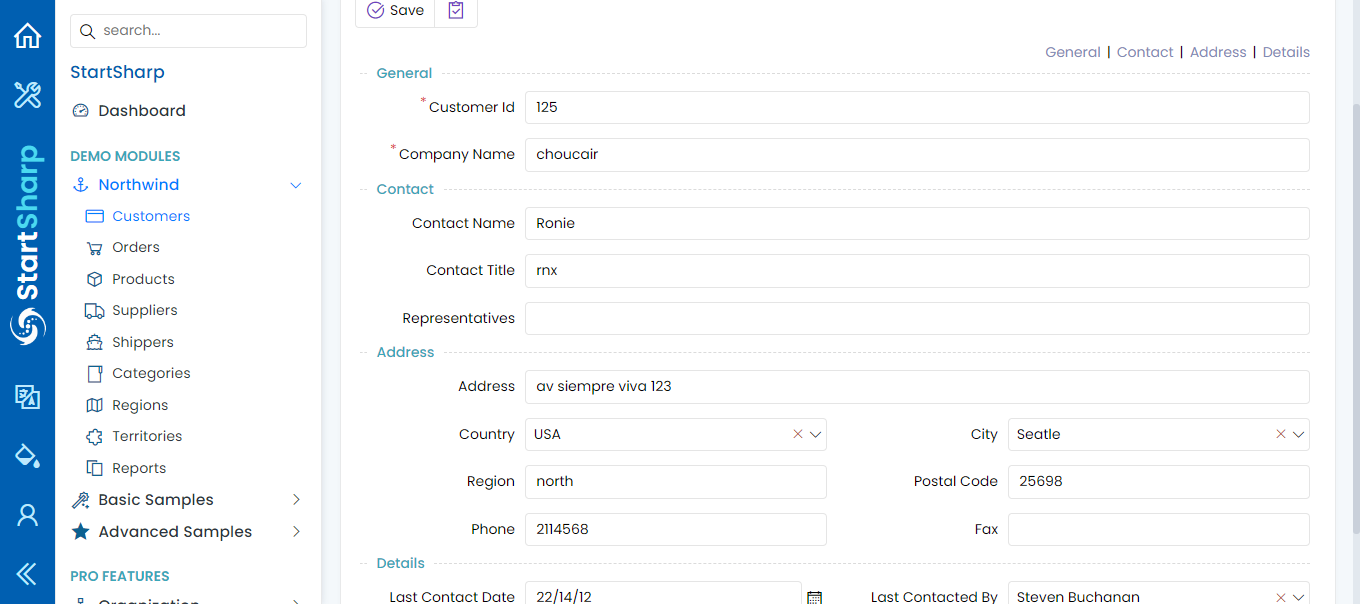 Save
search...
General | Contact | Address | Details
StartSharp
Dashboard
DEMO MODULES
Northwind
Customers
Orders
Products
Suppliers
Shippers
Categories
Regions
Territories
Reports
Basic Samples
Advanced Samples
PRO FEATURES
Organization
StartSharp
General
*Customer Id 125
*Company Name choucair
Contact
Contact Name Ronie
Contact Title rnx
Representatives
Address
Address av siempre viva 123
Country USA City Seatle
Region north Postal Code 25698
Phone 2114568 Fax
Details
Last Contact Date 22/14/12 Last Contacted By Steven Buchanan